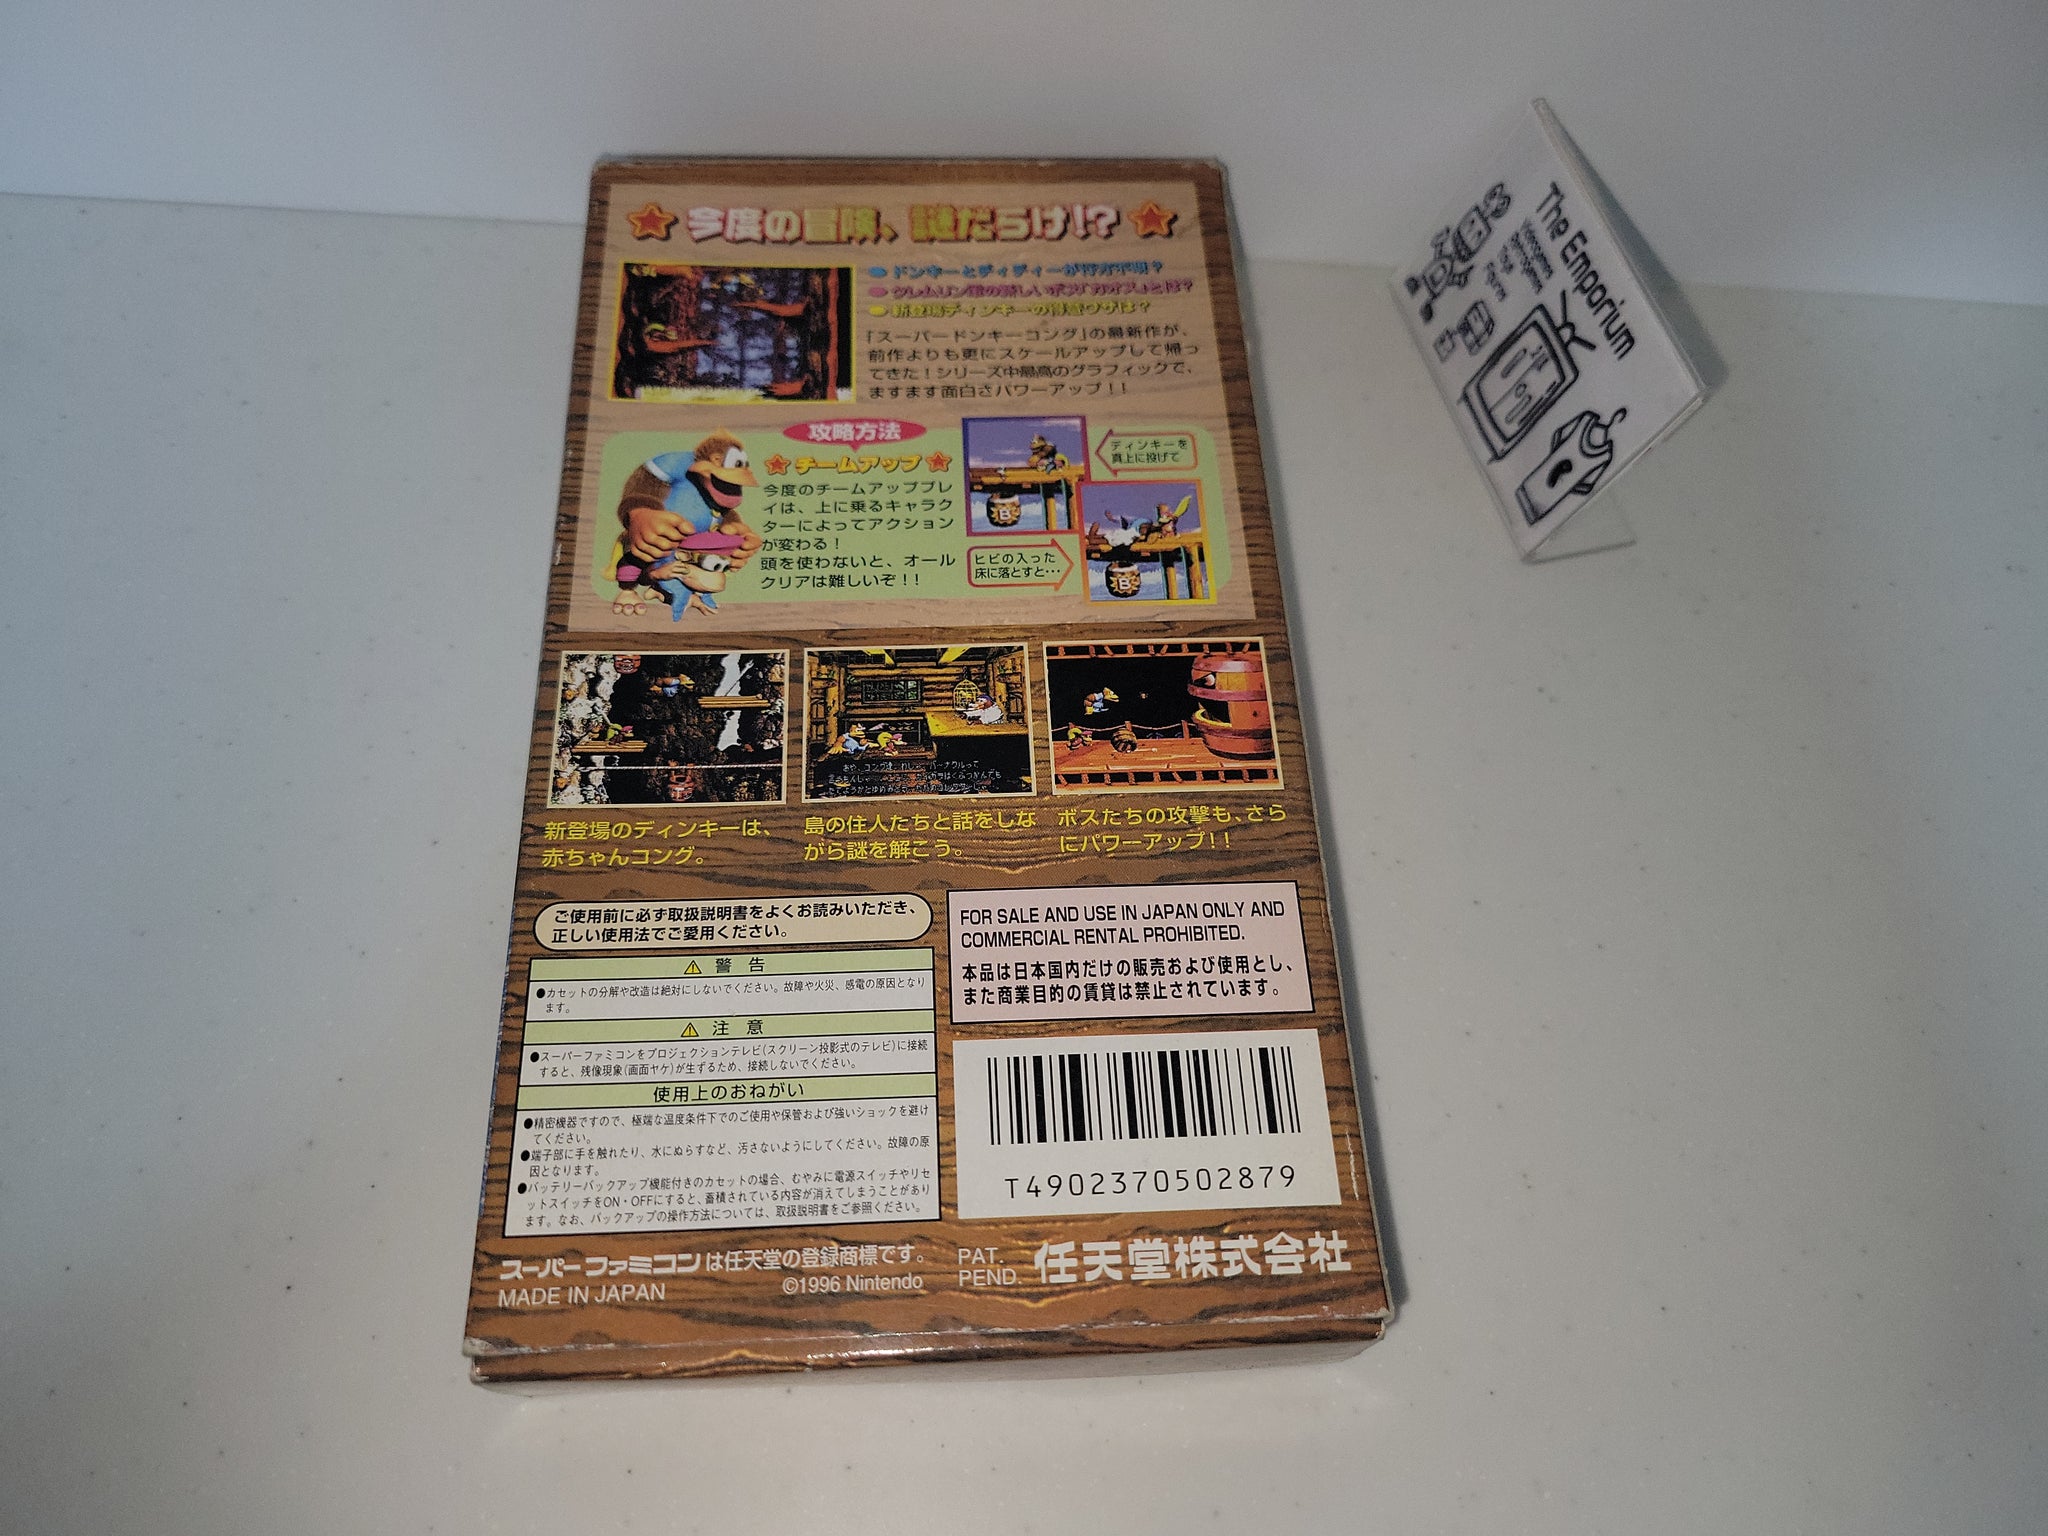 今度の冒険、謎だらけ!?
●ドンキーとディディーが行方不明?
●クレムリン軍の新しいボス「カオス」とは?
●新登場ディンキーの得意ワザは?
「スーパードンキーコング」の最新作が、
前作よりも更にスケールアップして帰っ
てきた!シリーズ中最高のグラフィックで、
ますます面白さパワーアップ!!
攻略方法
チームアップ
今度のチームアッププレ
イは、上に乗るキャラク
ターによってアクション
が変わる!
頭を使わないと、オール
クリアは難しいぞ!!
ディンキーを
真上に投げて
ヒビの入った
床に落とすと…
新登場のディンキーは、
赤ちゃんコング。
島の住人たちと話をしな
がら謎を解こう。
ボスたちの攻撃も、さら
にパワーアップ!!
ご使用前に必ず取扱説明書をよくお読みいただき、
正しい使用法でご愛用ください。
警告
●カセットの分解や改造は絶対にしないでください。故障や火災、感電の原因となり
ます。
注意
●スーパーファミコンをプロジェクションテレビ(スクリーン投影式のテレビ)に接続
すると、残像現象(画面ヤケ)が生ずるため、接続しないでください。
使用上のおねがい
●精密機器ですので、極端な温度条件下でのご使用や保管および強いショックを避け
てください。
●端子部に手を触れたり、水にぬらすなど、汚さないようにしてください。故障の原
因となります。
●バッテリーバックアップ機能付きのカセットの場合、むやみに電源スイッチやリセ
ットスイッチをON・OFFにすると、蓄積されている内容が消えてしまうことがあり
ます。なお、バックアップの操作方法については、取扱説明書をご参照ください。
FOR SALE AND USE IN JAPAN ONLY AND
COMMERCIAL RENTAL PROHIBITED.
本品は日本国内だけの販売および使用とし、
また商業目的の賃貸は禁止されています。
T4902370502879
スーパーファミコンは任天堂の登録商標です。
©1996 Nintendo
MADE IN JAPAN
PAT.
PEND.
任天堂株式会社
The Emporium